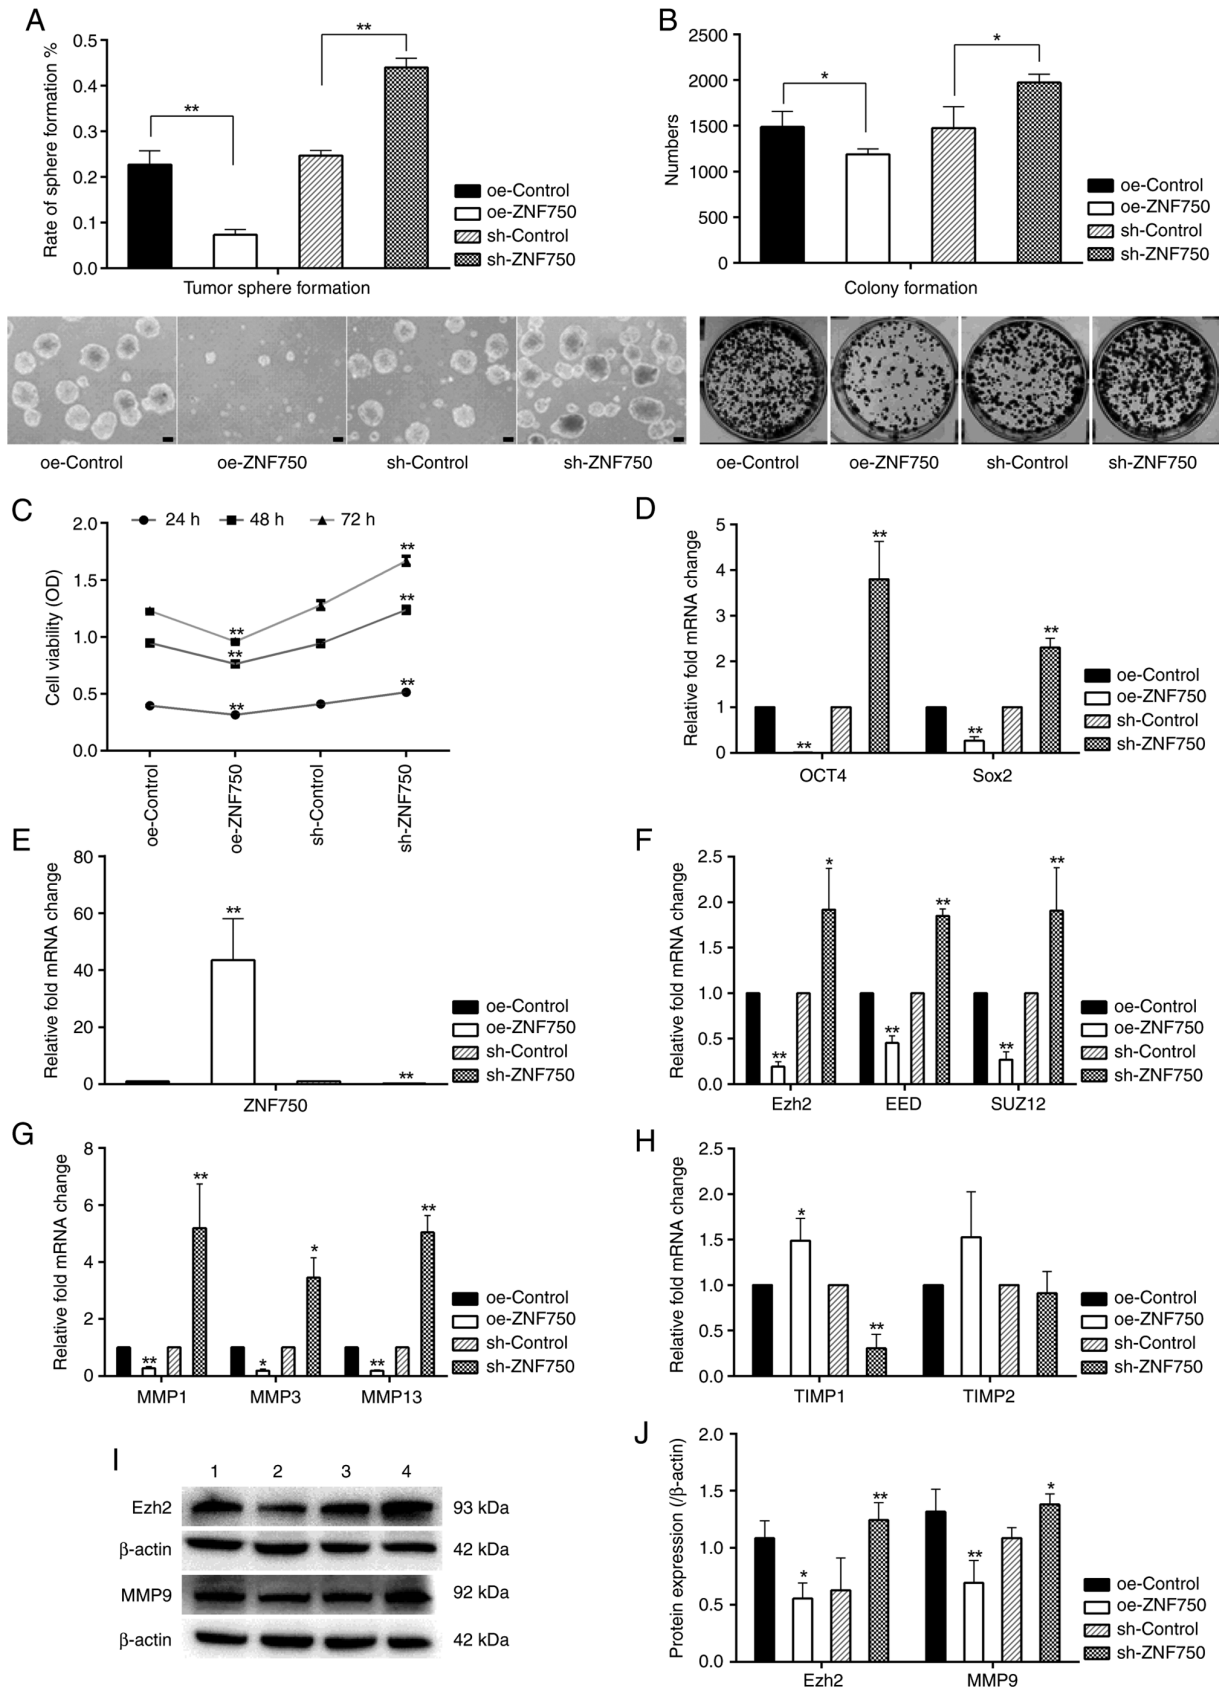 A
Rate of sphere formation %
0.5
0.4
0.3
0.2
0.1
0.0
**
**
Tumor sphere formation
oe-Control
oe-ZNF750
sh-Control
sh-ZNF750
oe-Control
oe-ZNF750
sh-Control
sh-ZNF750
B
Numbers
2500
2000
1500
1000
500
0
*
*
Colony formation
oe-Control
oe-ZNF750
sh-Control
sh-ZNF750
oe-Control
oe-ZNF750
sh-Control
sh-ZNF750
C
Cell viability (OD)
24 h
48 h
72 h
2.0
1.5
1.0
0.5
0.0
**
**
**
**
**
**
oe-Control
oe-ZNF750
sh-Control
sh-ZNF750
D
Relative fold mRNA change
5
4
3
2
1
0
**
**
**
**
OCT4
Sox2
oe-Control
oe-ZNF750
sh-Control
sh-ZNF750
E
Relative fold mRNA change
80
60
40
20
0
**
**
ZNF750
oe-Control
oe-ZNF750
sh-Control
sh-ZNF750
F
Relative fold mRNA change
2.5
2.0
1.5
1.0
0.5
0.0
**
*
**
**
**
**
Ezh2
EED
SUZ12
oe-Control
oe-ZNF750
sh-Control
sh-ZNF750
G
Relative fold mRNA change
8
6
4
2
0
**
**
*
*
**
**
MMP1
MMP3
MMP13
oe-Control
oe-ZNF750
sh-Control
sh-ZNF750
H
Relative fold mRNA change
2.5
2.0
1.5
1.0
0.5
0.0
*
**
TIMP1
TIMP2
oe-Control
oe-ZNF750
sh-Control
sh-ZNF750
I
1 2 3 4
Ezh2 93 kDa
β-actin 42 kDa
MMP9 92 kDa
β-actin 42 kDa
J
Protein expression (/β-actin)
2.0
1.5
1.0
0.5
0.0
*
**
**
*
Ezh2
MMP9
oe-Control
oe-ZNF750
sh-Control
sh-ZNF750